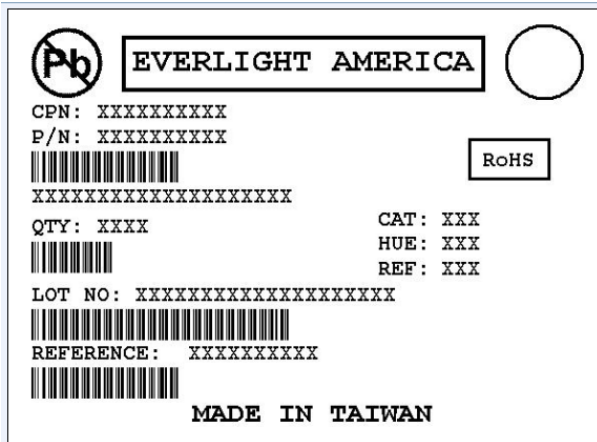 Pb
EVERLIGHT AMERICA
CPN: XXXXXXXXXX
P/N: XXXXXXXXXX
RoHS
XXXXXXXXXXXXXXXXXXXX
QTY: XXXX
CAT: XXX
HUE: XXX
REF: XXX
LOT NO: XXXXXXXXXXXXXXXXXXXX
REFERENCE: XXXXXXXXXX
MADE IN TAIWAN